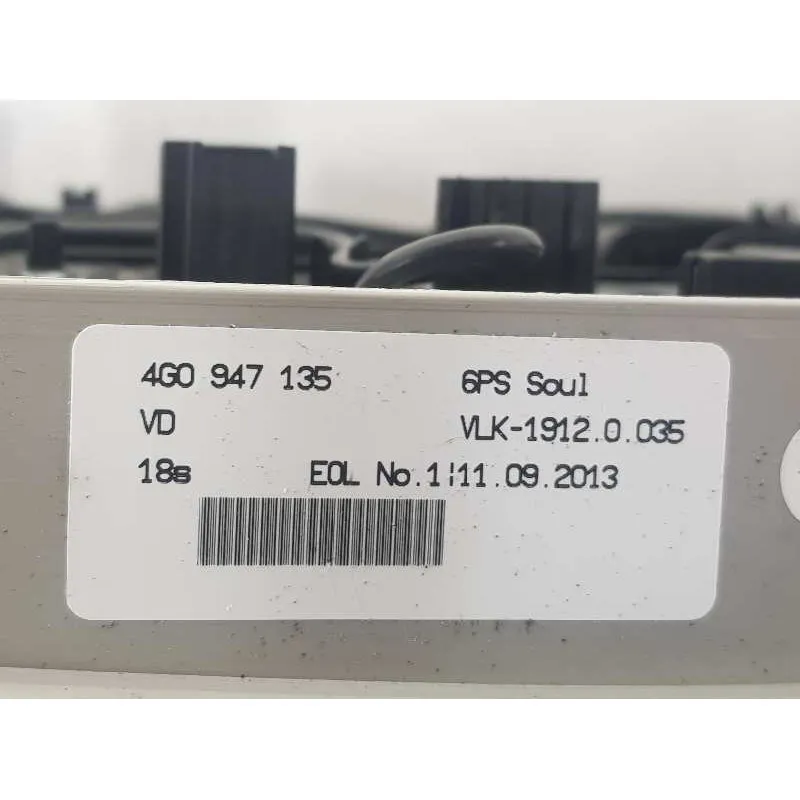 4G0 947 135 6PS Soul
VD VLK-1912.0.035
18s EOL No.1 11.09.2013